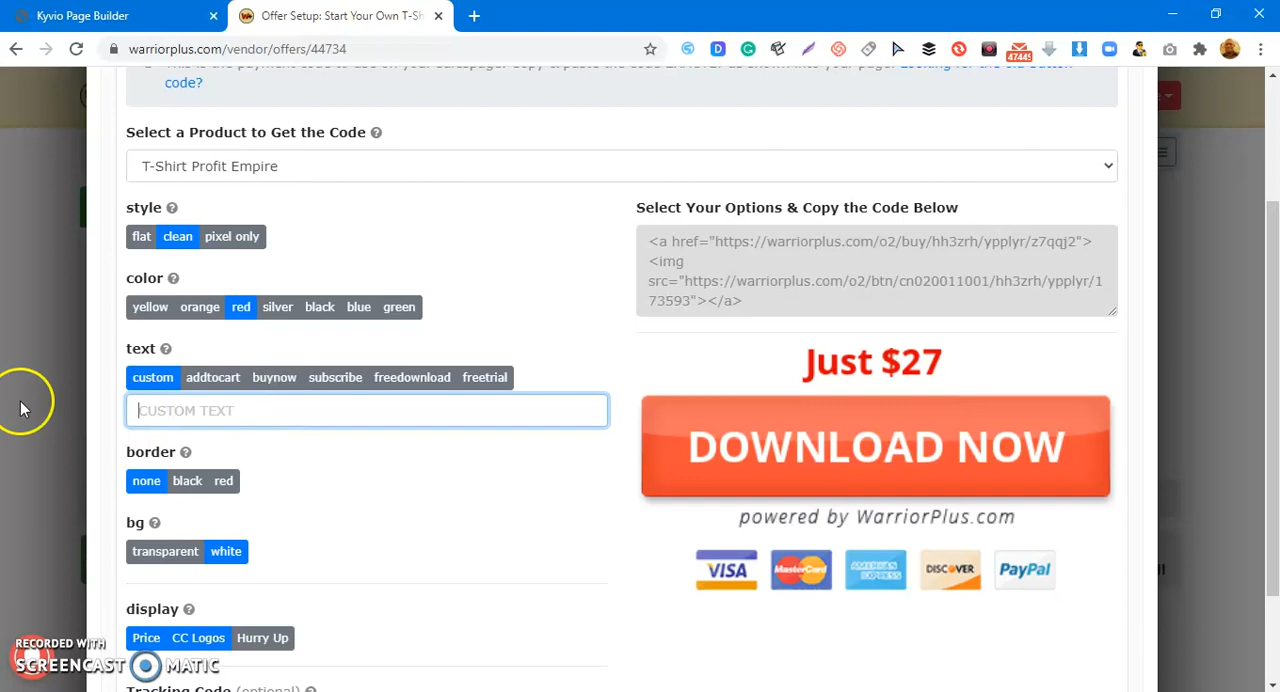 Kyvio Page Builder
Offer Setup: Start Your Own T-Sh
warriorplus.com/vendor/offers/44734
47449
code?
Select a Product to Get the Code
T-Shirt Profit Empire
style
flat clean pixel only
color
yellow orange red silver black blue green
text
custom addtocart buynow subscribe freedownload freetrial
CUSTOM TEXT
border
none black red
bg
transparent white
display
Price CC Logos Hurry Up
Tracking Code (optional)
Select Your Options & Copy the Code Below
<a href="https://warriorplus.com/o2/buy/hh3zrh/ypplyr/z7qqj2">
<img
src="https://warriorplus.com/o2/btn/cn020011001/hh3zrh/ypplyr/1
73593"></a>
Just $27
DOWNLOAD NOW
powered by WarriorPlus.com
VISA MasterCard AMERICAN EXPRESS DISCOVER PayPal
RECORDED WITH
SCREENCAST MATIC